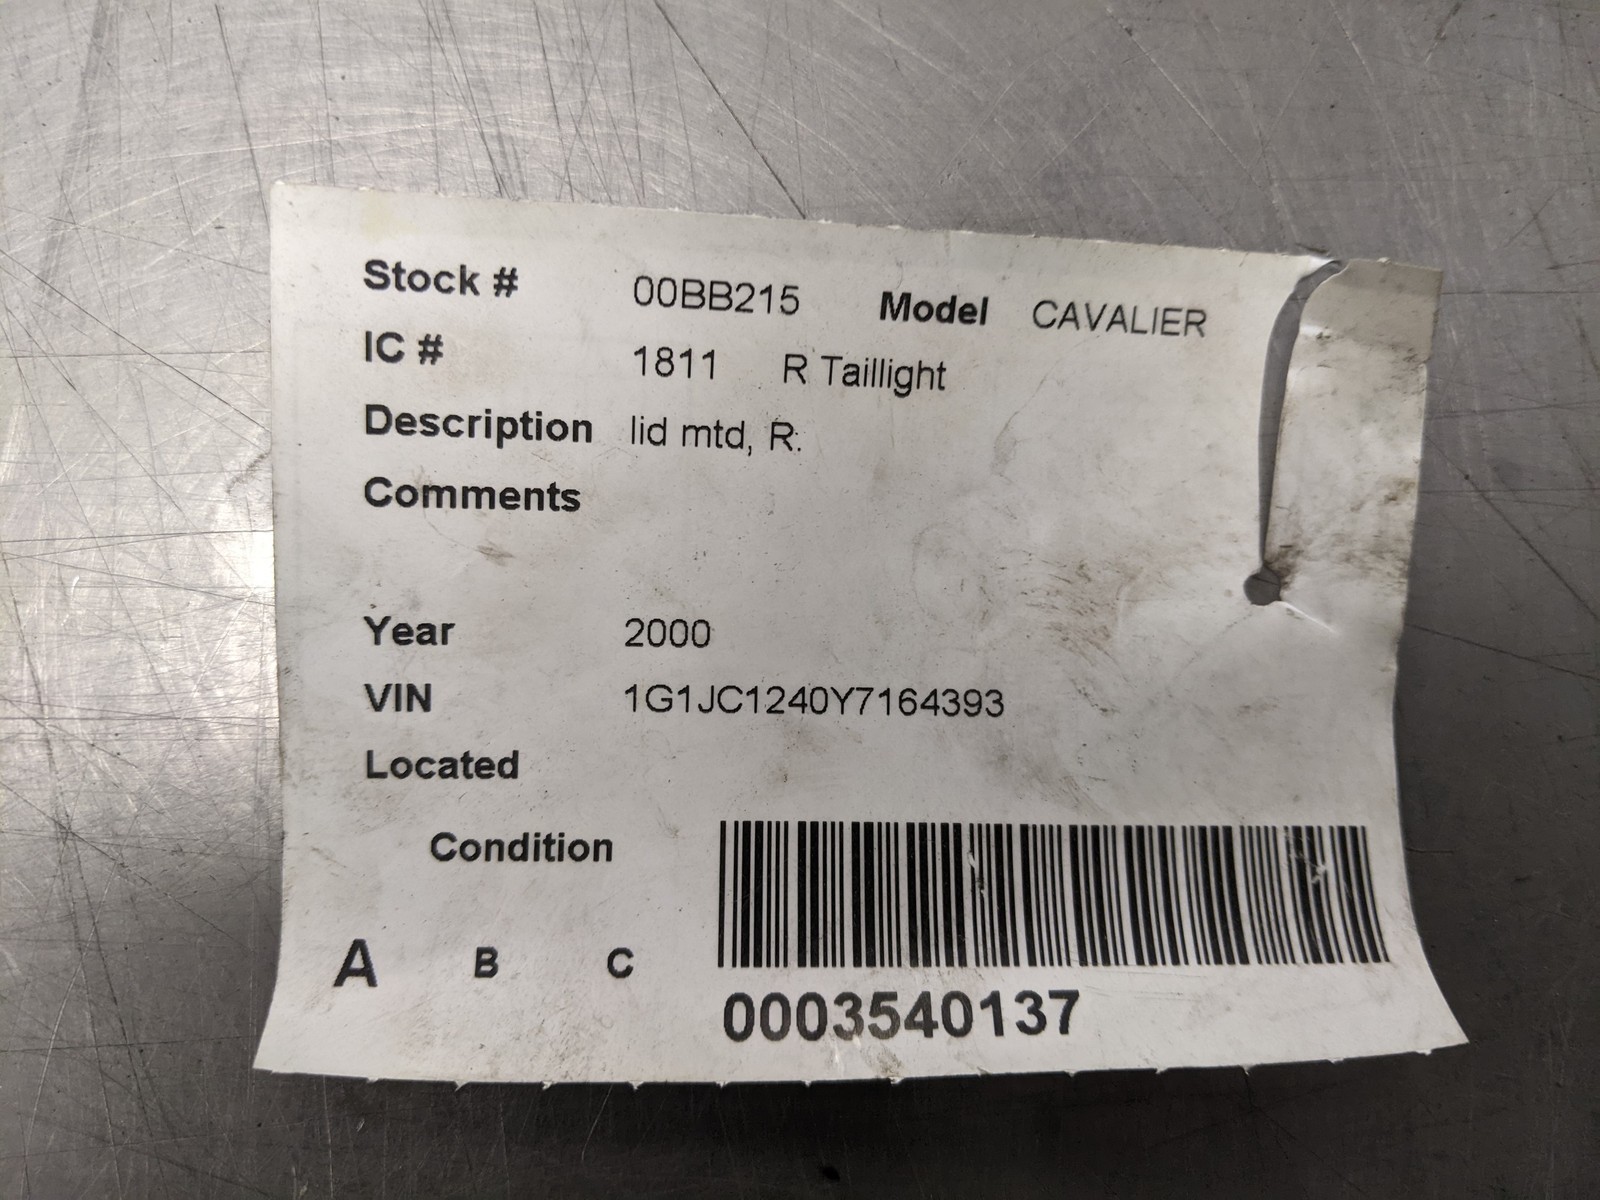 Stock # 00BB215 Model CAVALIER
IC # 1811 R Taillight
Description lid mtd, R.
Comments
Year 2000
VIN 1G1JC1240Y7164393
Located
Condition
A B C
0003540137